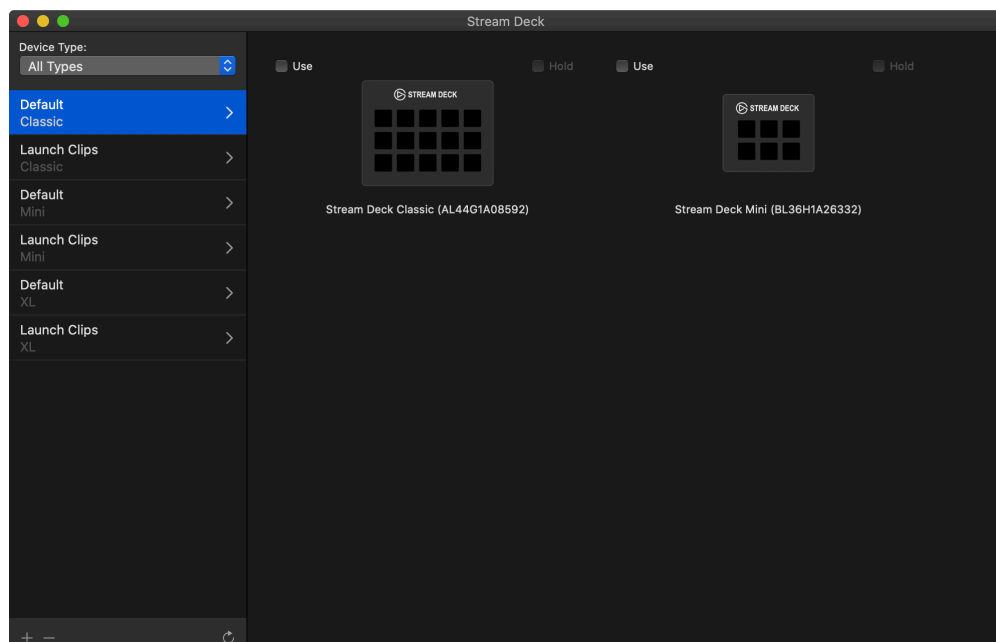 Stream Deck
Device Type:
All Types
Default
Classic
Launch Clips
Classic
Default
Mini
Launch Clips
Mini
Default
XL
Launch Clips
XL
Use
Hold
STREAM DECK
Stream Deck Classic (AL44G1A08592)
Use
Hold
STREAM DECK
Stream Deck Mini (BL36H1A26332)